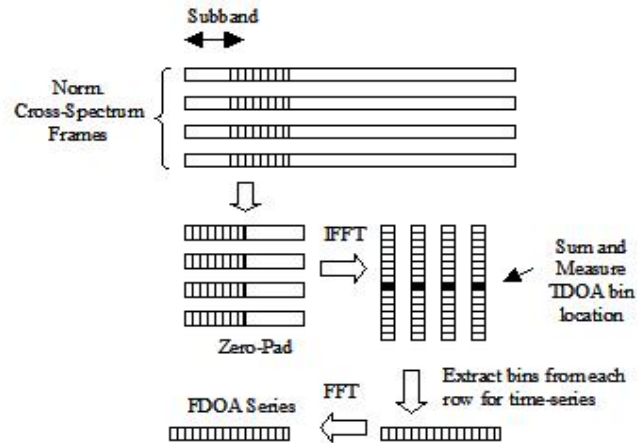 Subband
Norm.
Cross-Spectrum
Frames
IFFT
Sum and
Measure
TDOA bin
location
Zero-Pad
Extract bins from each
row for time-series
FFT
FDOA Series